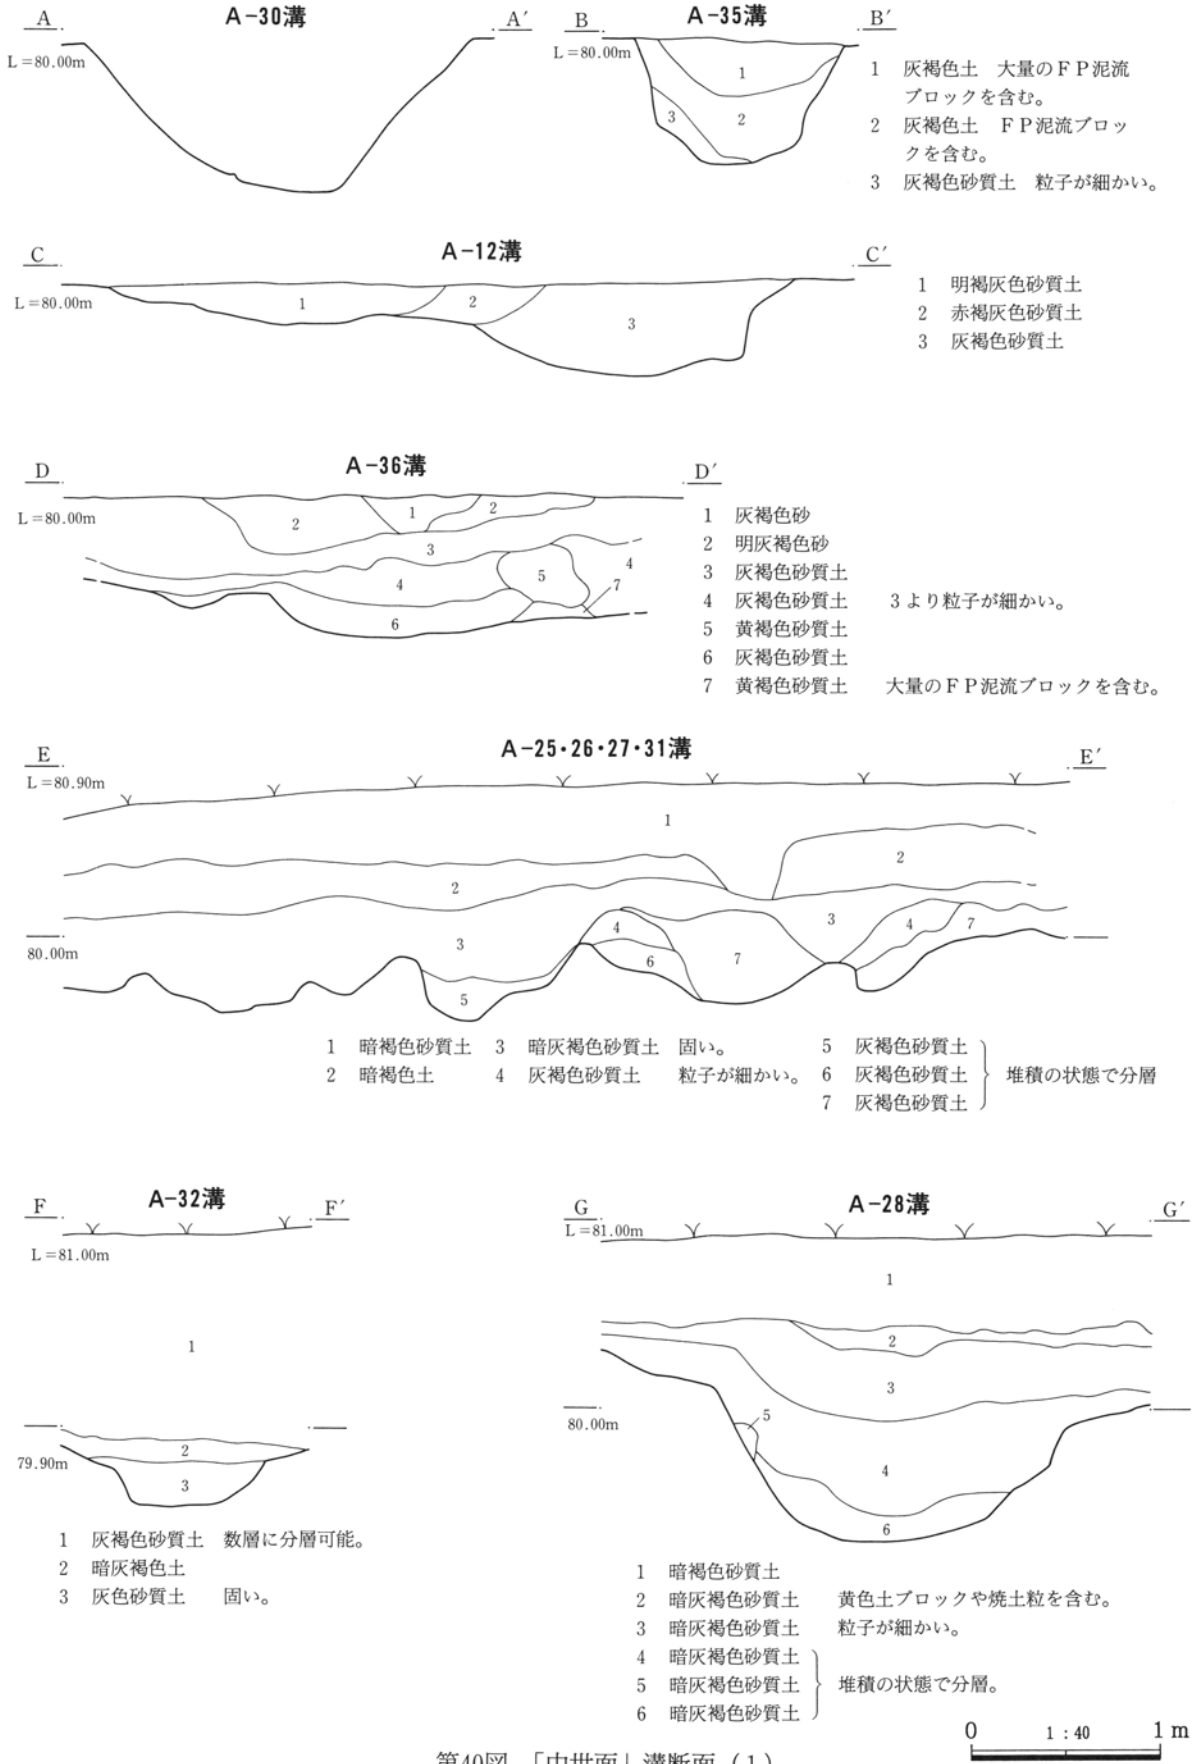 A A-30溝 A′
L=80.00m
B A-35溝 B′
L=80.00m
1
2
3
1 灰褐色土 大量のＦＰ泥流
ブロックを含む。
2 灰褐色土 ＦＰ泥流ブロッ
クを含む。
3 灰褐色砂質土 粒子が細かい。
C A-12溝 C′
L=80.00m
1
2
3
1 明褐灰色砂質土
2 赤褐灰色砂質土
3 灰褐色砂質土
D A-36溝 D′
L=80.00m
2
1
2
3
4
4
5
7
6
1 灰褐色砂
2 明灰褐色砂
3 灰褐色砂質土
4 灰褐色砂質土 3より粒子が細かい。
5 黄褐色砂質土
6 灰褐色砂質土
7 黄褐色砂質土 大量のＦＰ泥流ブロックを含む。
E A-25・26・27・31溝 E′
L=80.90m
1
2
2
3
4
3
4
7
80.00m
6
7
5
1 暗褐色砂質土 3 暗灰褐色砂質土 固い。 5 灰褐色砂質土
2 暗褐色土 4 灰褐色砂質土 粒子が細かい。 6 灰褐色砂質土 堆積の状態で分層
7 灰褐色砂質土
F A-32溝 F′
L=81.00m
1
2
79.90m
3
1 灰褐色砂質土 数層に分層可能。
2 暗灰褐色土
3 灰色砂質土 固い。
G A-28溝 G′
L=81.00m
1
2
3
80.00m
5
4
6
1 暗褐色砂質土
2 暗灰褐色砂質土 黄色土ブロックや焼土粒を含む。
3 暗灰褐色砂質土 粒子が細かい。
4 暗灰褐色砂質土
5 暗灰褐色砂質土 堆積の状態で分層。
6 暗灰褐色砂質土
0 1:40 1m
第40図 「中世面」溝断面（1）